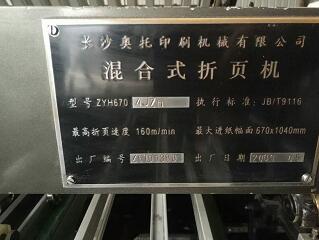 长沙奥托印刷机械有限公司
混合式折页机
型号 ZYH670 执行标准: JB/T9116
最高折页速度 160m/min 最大进纸幅面 670x1040mm
出厂编号 出厂日期